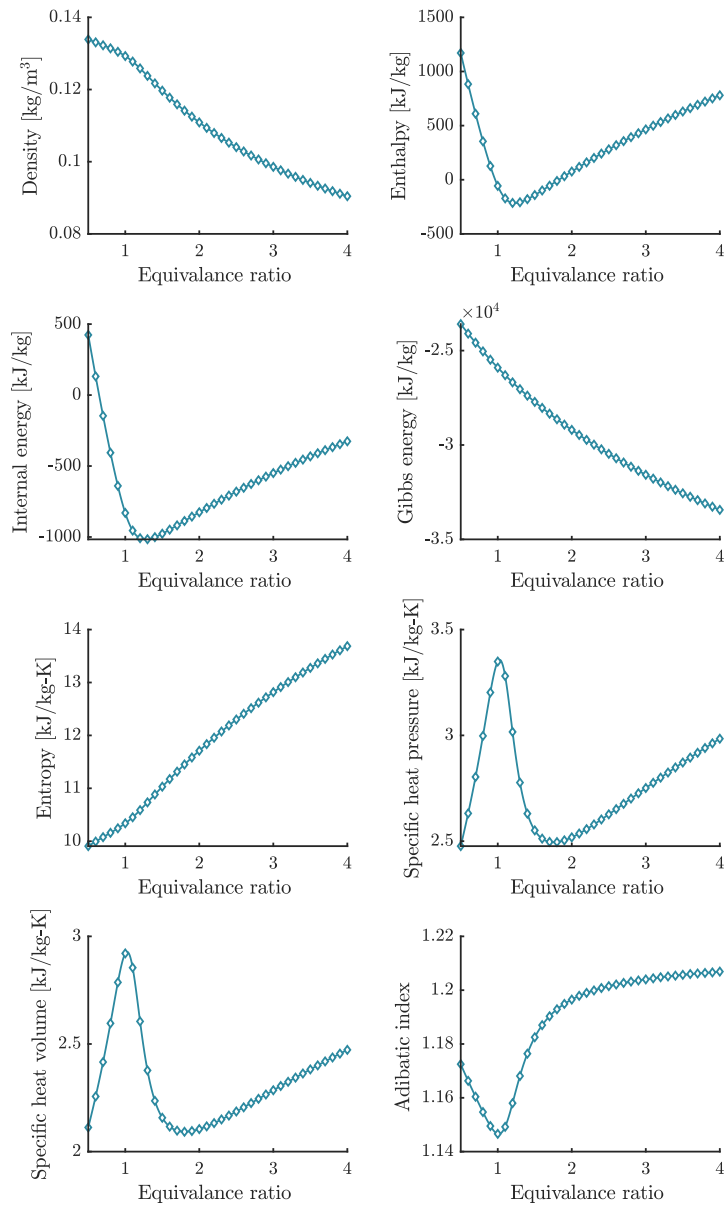 0.14
0.12
0.1
0.08
Density [kg/m³]
1 2 3 4
Equivalance ratio
1500
1000
500
0
-500
Enthalpy [kJ/kg]
1 2 3 4
Equivalance ratio
500
0
-500
-1000
Internal energy [kJ/kg]
1 2 3 4
Equivalance ratio
×10⁴
-2.5
-3
-3.5
Gibbs energy [kJ/kg]
1 2 3 4
Equivalance ratio
14
13
12
11
10
Entropy [kJ/kg-K]
1 2 3 4
Equivalance ratio
3.5
3
2.5
Specific heat pressure [kJ/kg-K]
1 2 3 4
Equivalance ratio
3
2.5
2
Specific heat volume [kJ/kg-K]
1 2 3 4
Equivalance ratio
1.22
1.2
1.18
1.16
1.14
Adibatic index
1 2 3 4
Equivalance ratio